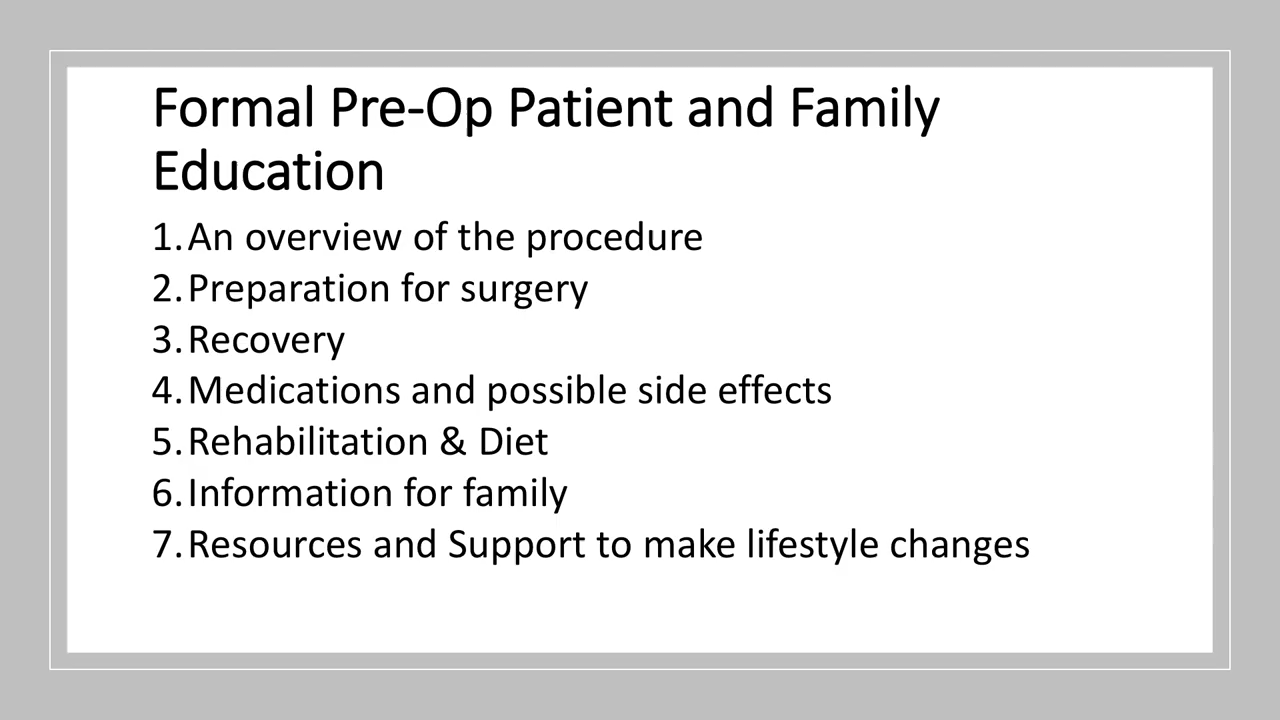 Formal Pre-Op Patient and Family
Education
1. An overview of the procedure
2. Preparation for surgery
3. Recovery
4. Medications and possible side effects
5. Rehabilitation & Diet
6. Information for family
7. Resources and Support to make lifestyle changes